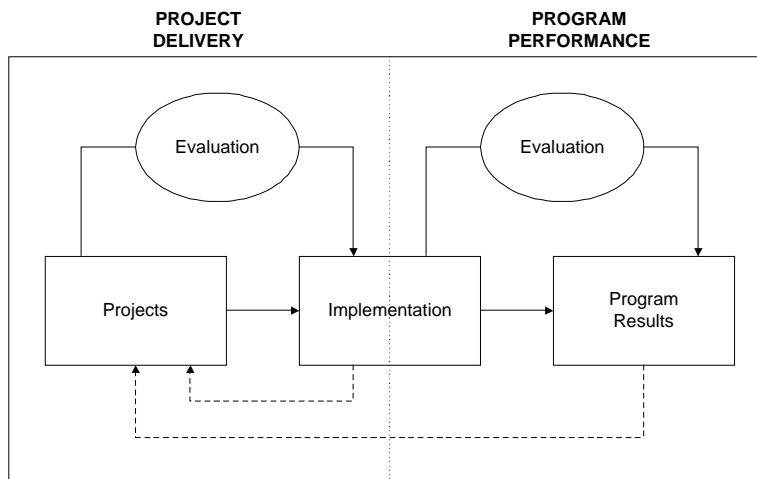 PROJECT
DELIVERY
PROGRAM
PERFORMANCE
Evaluation
Evaluation
Projects
Implementation
Program
Results